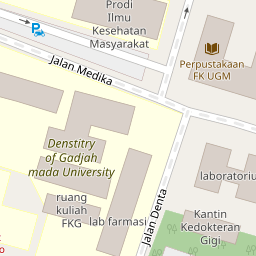 Prodi
Ilmu
Kesehatan
Masyarakat
Jalan Medika
Perpustakaan
FK UGM
Denstitry
of Gadjah
mada University
laboratoriu
ruang
kuliah
FKG
lab farmasi
Jalan Denta
Kantin
Kedokteran
Gigi